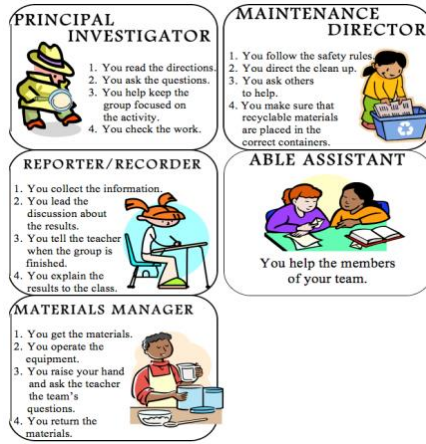 PRINCIPAL
INVESTIGATOR
1. You read the directions.
2. You ask the questions.
3. You help keep the
group focused on
the activity.
4. You check the work.
MAINTENANCE
DIRECTOR
1. You follow the safety rules.
2. You direct the clean up.
3. You ask others
to help.
4. You make sure that
recyclable materials
are placed in the
correct containers.
REPORTER/RECORDER
1. You collect the information.
2. You lead the
discussion about
the results.
3. You tell the teacher
when the group is
finished.
4. You explain the
results to the class.
ABLE ASSISTANT
You help the members
of your team.
MATERIALS MANAGER
1. You get the materials.
2. You operate the
equipment.
3. You raise your hand
and ask the teacher
the team's
questions.
4. You return the
materials.